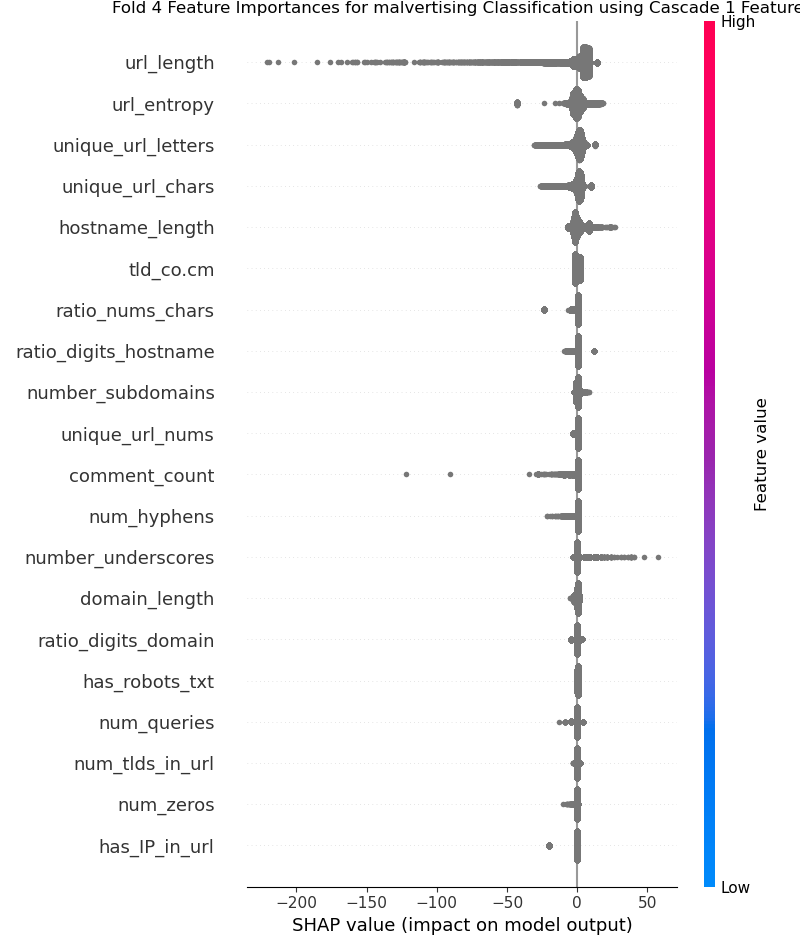 Fold 4 Feature Importances for malvertising Classification using Cascade 1 Feature
High
url_length
url_entropy
unique_url_letters
unique_url_chars
hostname_length
tld_co.cm
ratio_nums_chars
ratio_digits_hostname
number_subdomains
unique_url_nums
comment_count
num_hyphens
number_underscores
domain_length
ratio_digits_domain
has_robots_txt
num_queries
num_tlds_in_url
num_zeros
has_IP_in_url
Feature value
Low
−200 −150 −100 −50 0 50
SHAP value (impact on model output)